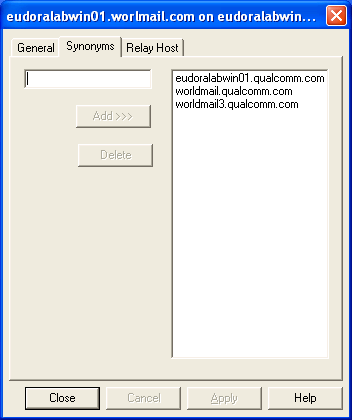 eudoralabwin01.worlmail.com on eudoralabwin...
General
Synonyms
Relay Host
eudoralabwin01.qualcomm.com
worldmail.qualcomm.com
worldmail3.qualcomm.com
Add >>>
Delete
Close
Cancel
Apply
Help